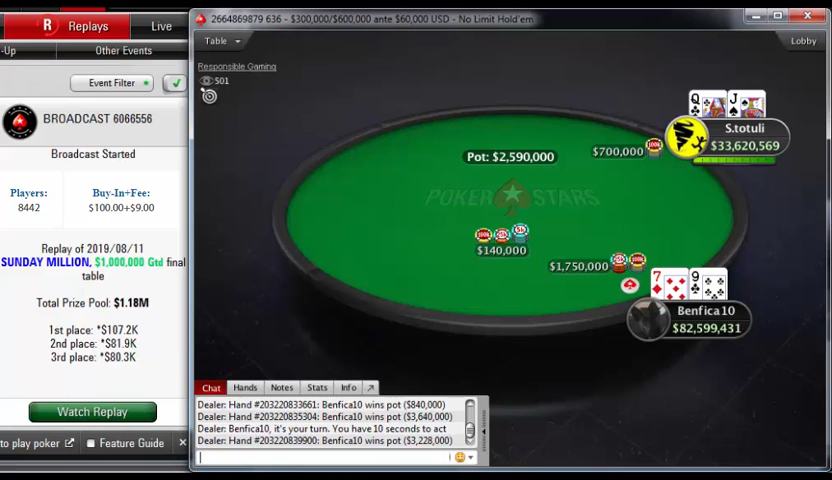 2664869879 636 - $300,000/$600,000 ante $60,000 USD - No Limit Hold'em
R Replays
Live
-Up
Other Events
Event Filter
BROADCAST 6066556
Broadcast Started
Players:
Buy-In+Fee:
8442
$100.00+$9.00
Replay of 2019/08/11
SUNDAY MILLION, $1,000,000 Gtd final
table
Total Prize Pool: $1.18M
1st place: *$107.2K
2nd place: *$81.9K
3rd place: *$80.3K
Watch Replay
to play poker
Feature Guide
Table
Lobby
Responsible Gaming
501
Q J
S.totuli
$33,620,569
$700,000
Pot: $2,590,000
POKER STARS
$140,000
$1,750,000
7 9
Benfica10
$82,599,431
Chat
Hands
Notes
Stats
Info
Dealer: Hand #203220833661: Benfica10 wins pot ($840,000)
Dealer: Hand #203220835304: Benfica10 wins pot ($3,640,000)
Dealer: Benfica10, it's your turn. You have 10 seconds to act
Dealer: Hand #203220839900: Benfica10 wins pot ($3,228,000)